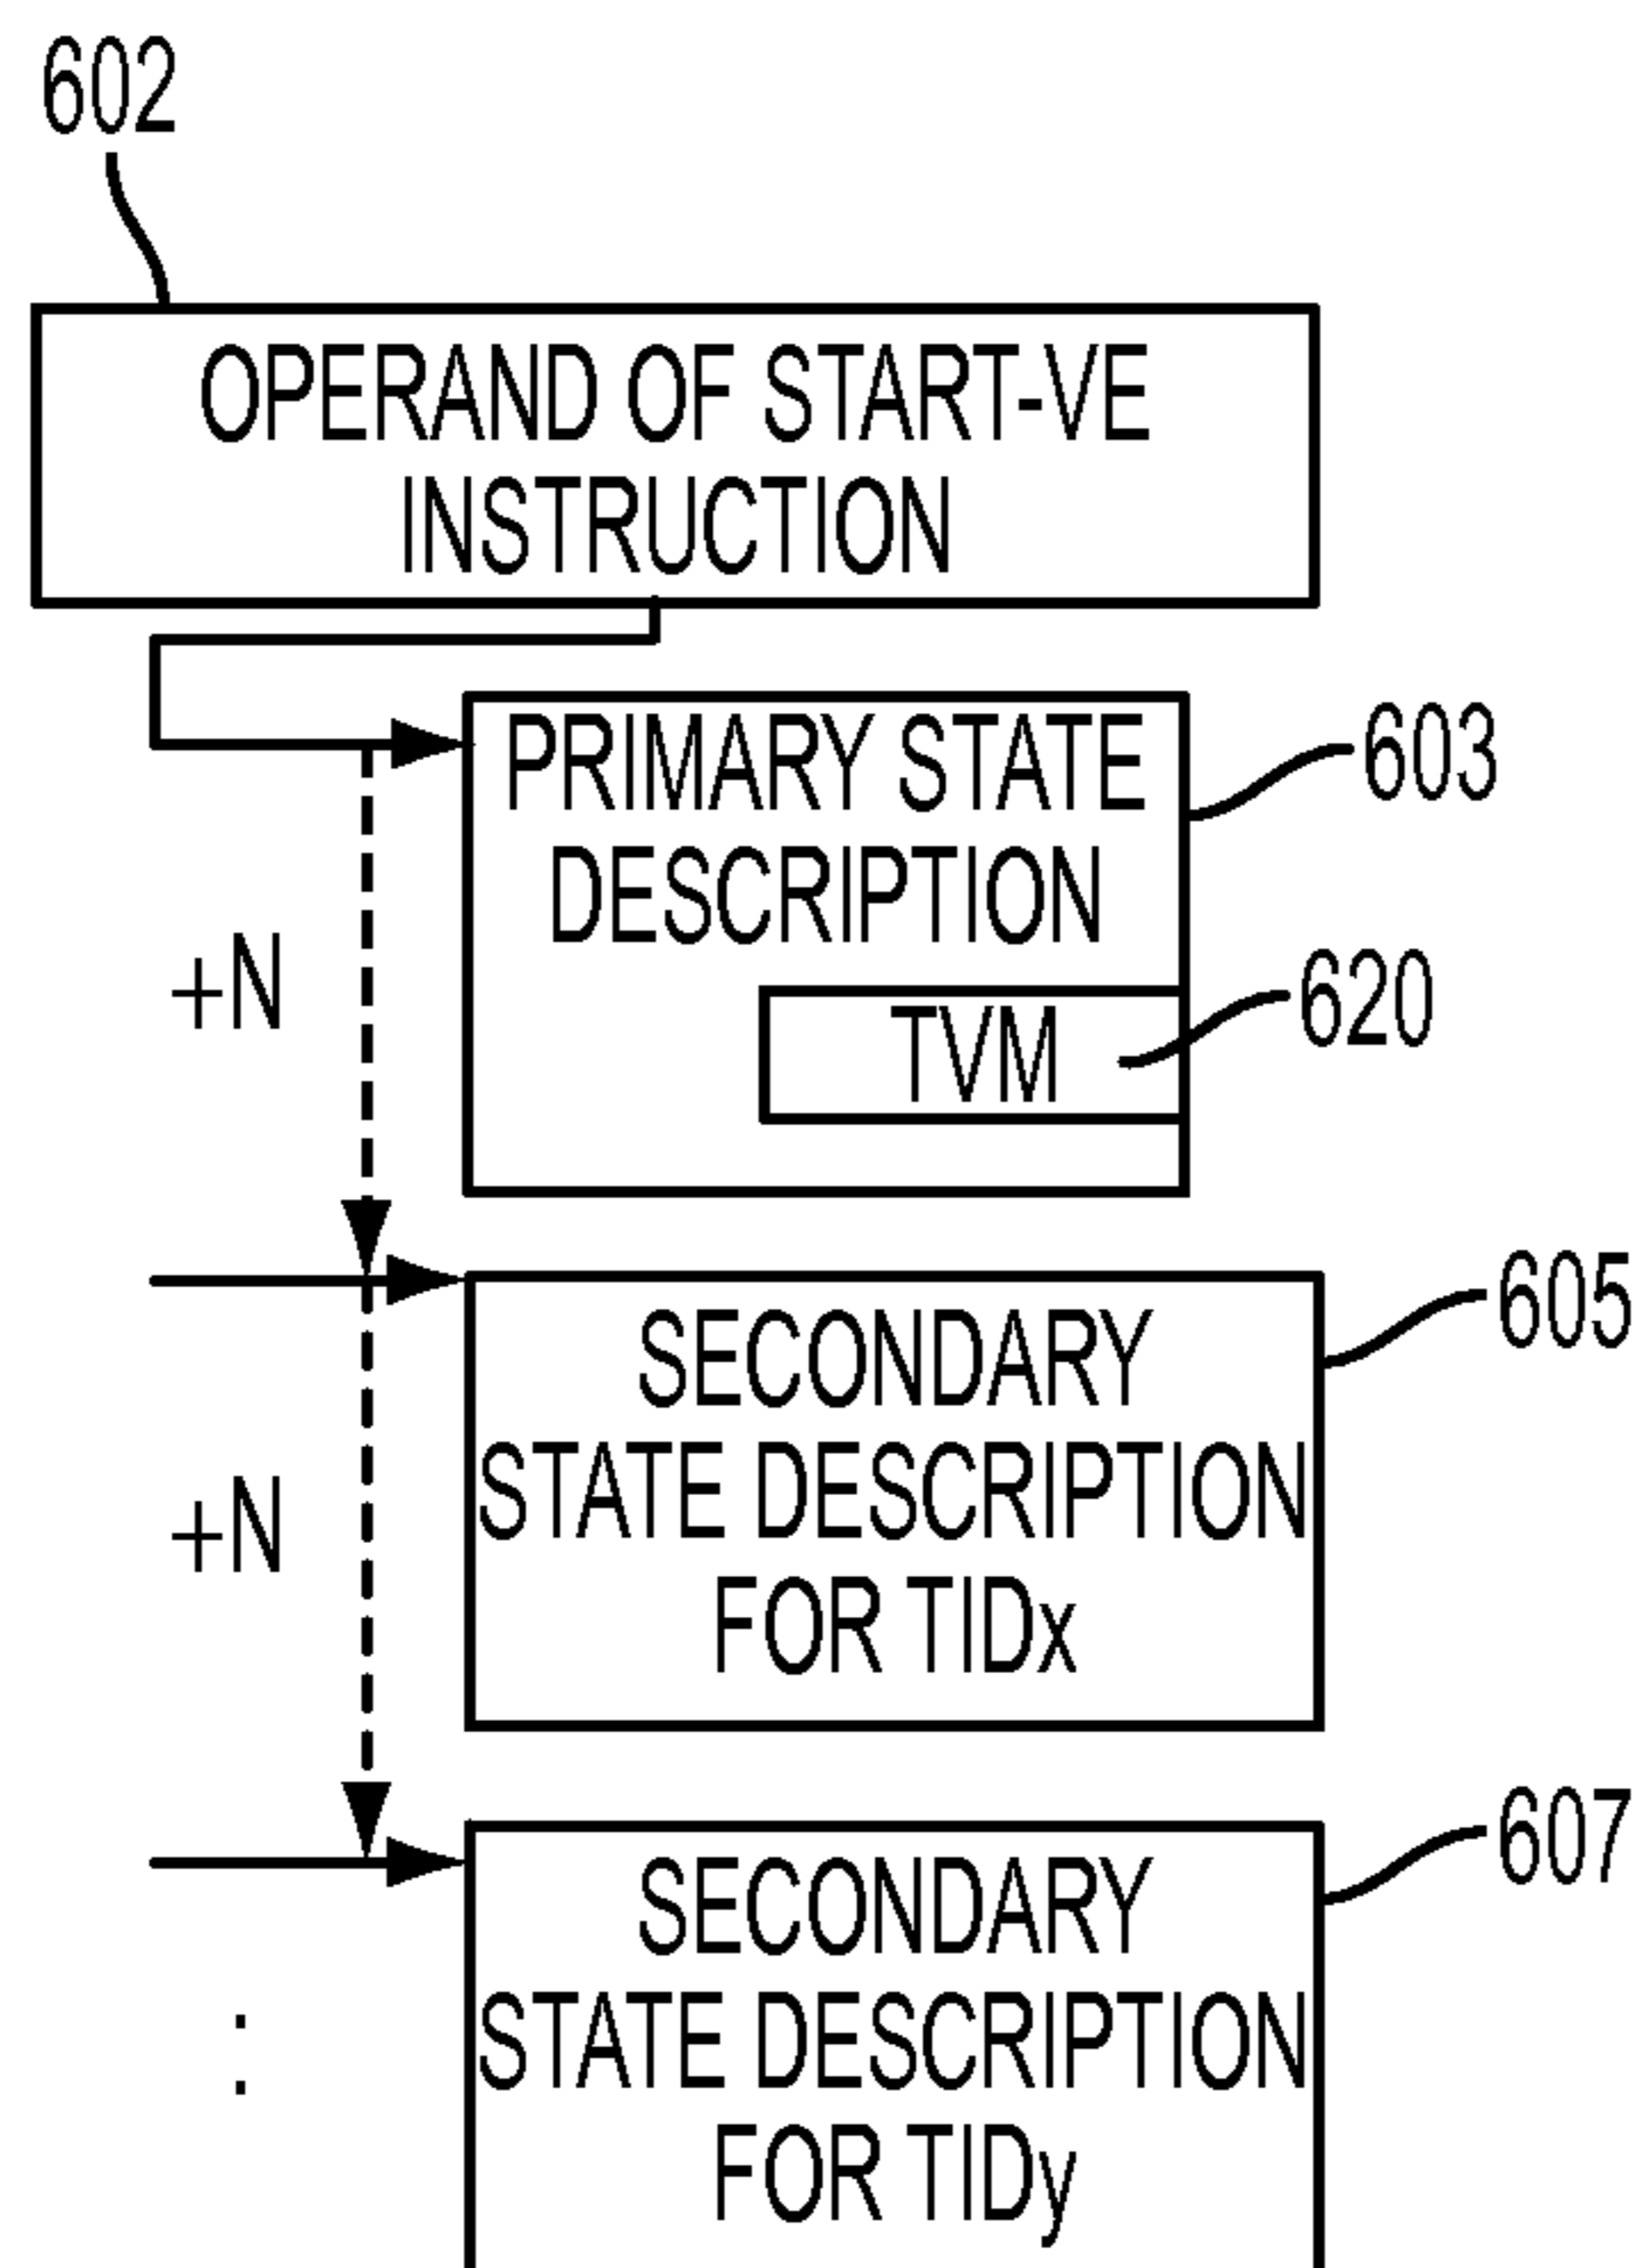 602
OPERAND OF START-VE
INSTRUCTION
PRIMARY STATE
DESCRIPTION
603
TVM
620
+N
SECONDARY
STATE DESCRIPTION
FOR TIDx
605
+N
SECONDARY
STATE DESCRIPTION
FOR TIDy
607
: